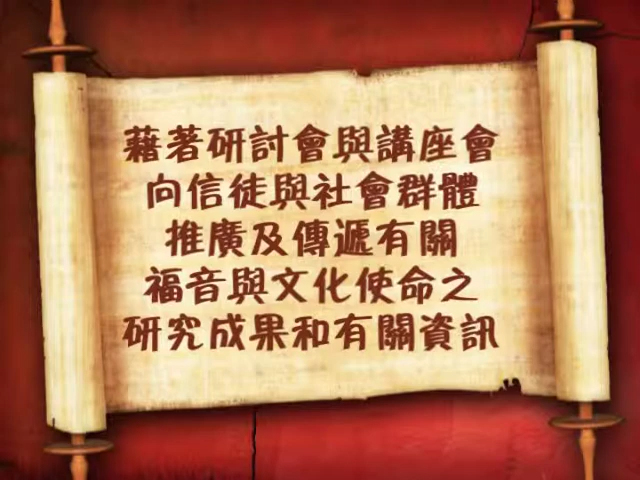 藉著研討會與講座會
向信徒與社會群體
推廣及傳遞有關
福音與文化使命之
研究成果和有關資訊